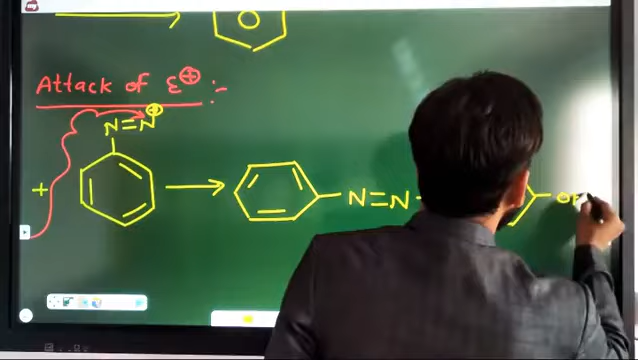 Attack of ε⊕ :-
N=N⊕
+
N=N